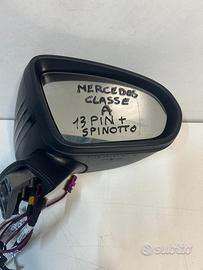 MERCEDES
CLASSE
A
13 PIN +
SPINOTTO
subito